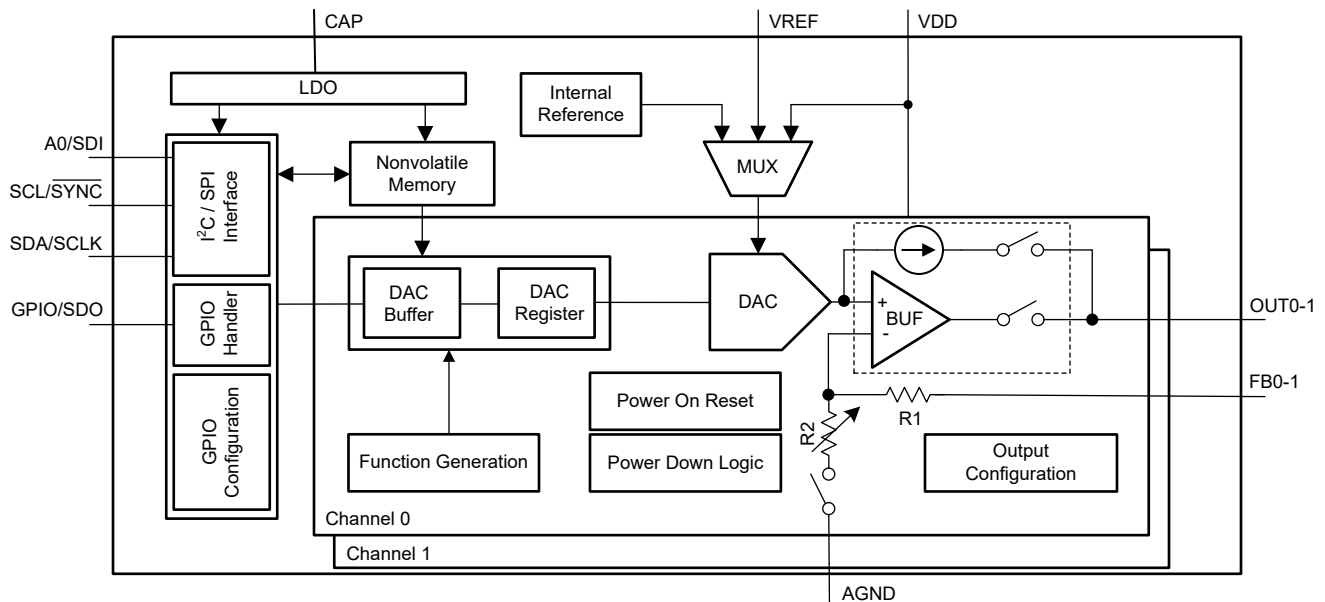 CAP
VREF
VDD
LDO
Internal
Reference
A0/SDI
SCL/SYNC
SDA/SCLK
GPIO/SDO
I²C / SPI
Interface
GPIO
Handler
GPIO
Configuration
Nonvolatile
Memory
MUX
DAC
Buffer
DAC
Register
DAC
+
BUF
-
OUT0-1
FB0-1
R1
R2
Function Generation
Power On Reset
Power Down Logic
Output
Configuration
Channel 0
Channel 1
AGND